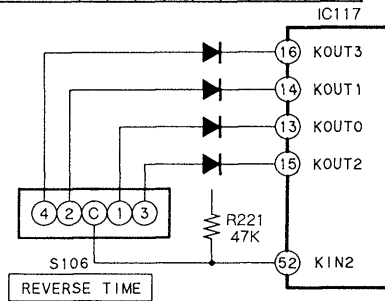 IC117
16 KOUT3
14 KOUT1
13 KOUT0
15 KOUT2
4 2 C 1 3
R221
47K
S106
52 KIN2
REVERSE TIME